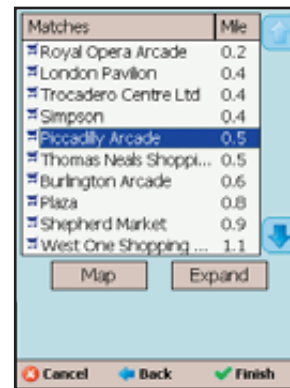 Matches Mile
Royal Opera Arcade 0.2
London Pavilion 0.4
Trocadero Centre Ltd 0.4
Simpson 0.4
Piccadilly Arcade 0.5
Thomas Neals Shoppi... 0.5
Burlington Arcade 0.6
Plaza 0.8
Shepherd Market 0.9
West One Shopping ... 1.1
Map Expand
Cancel Back Finish